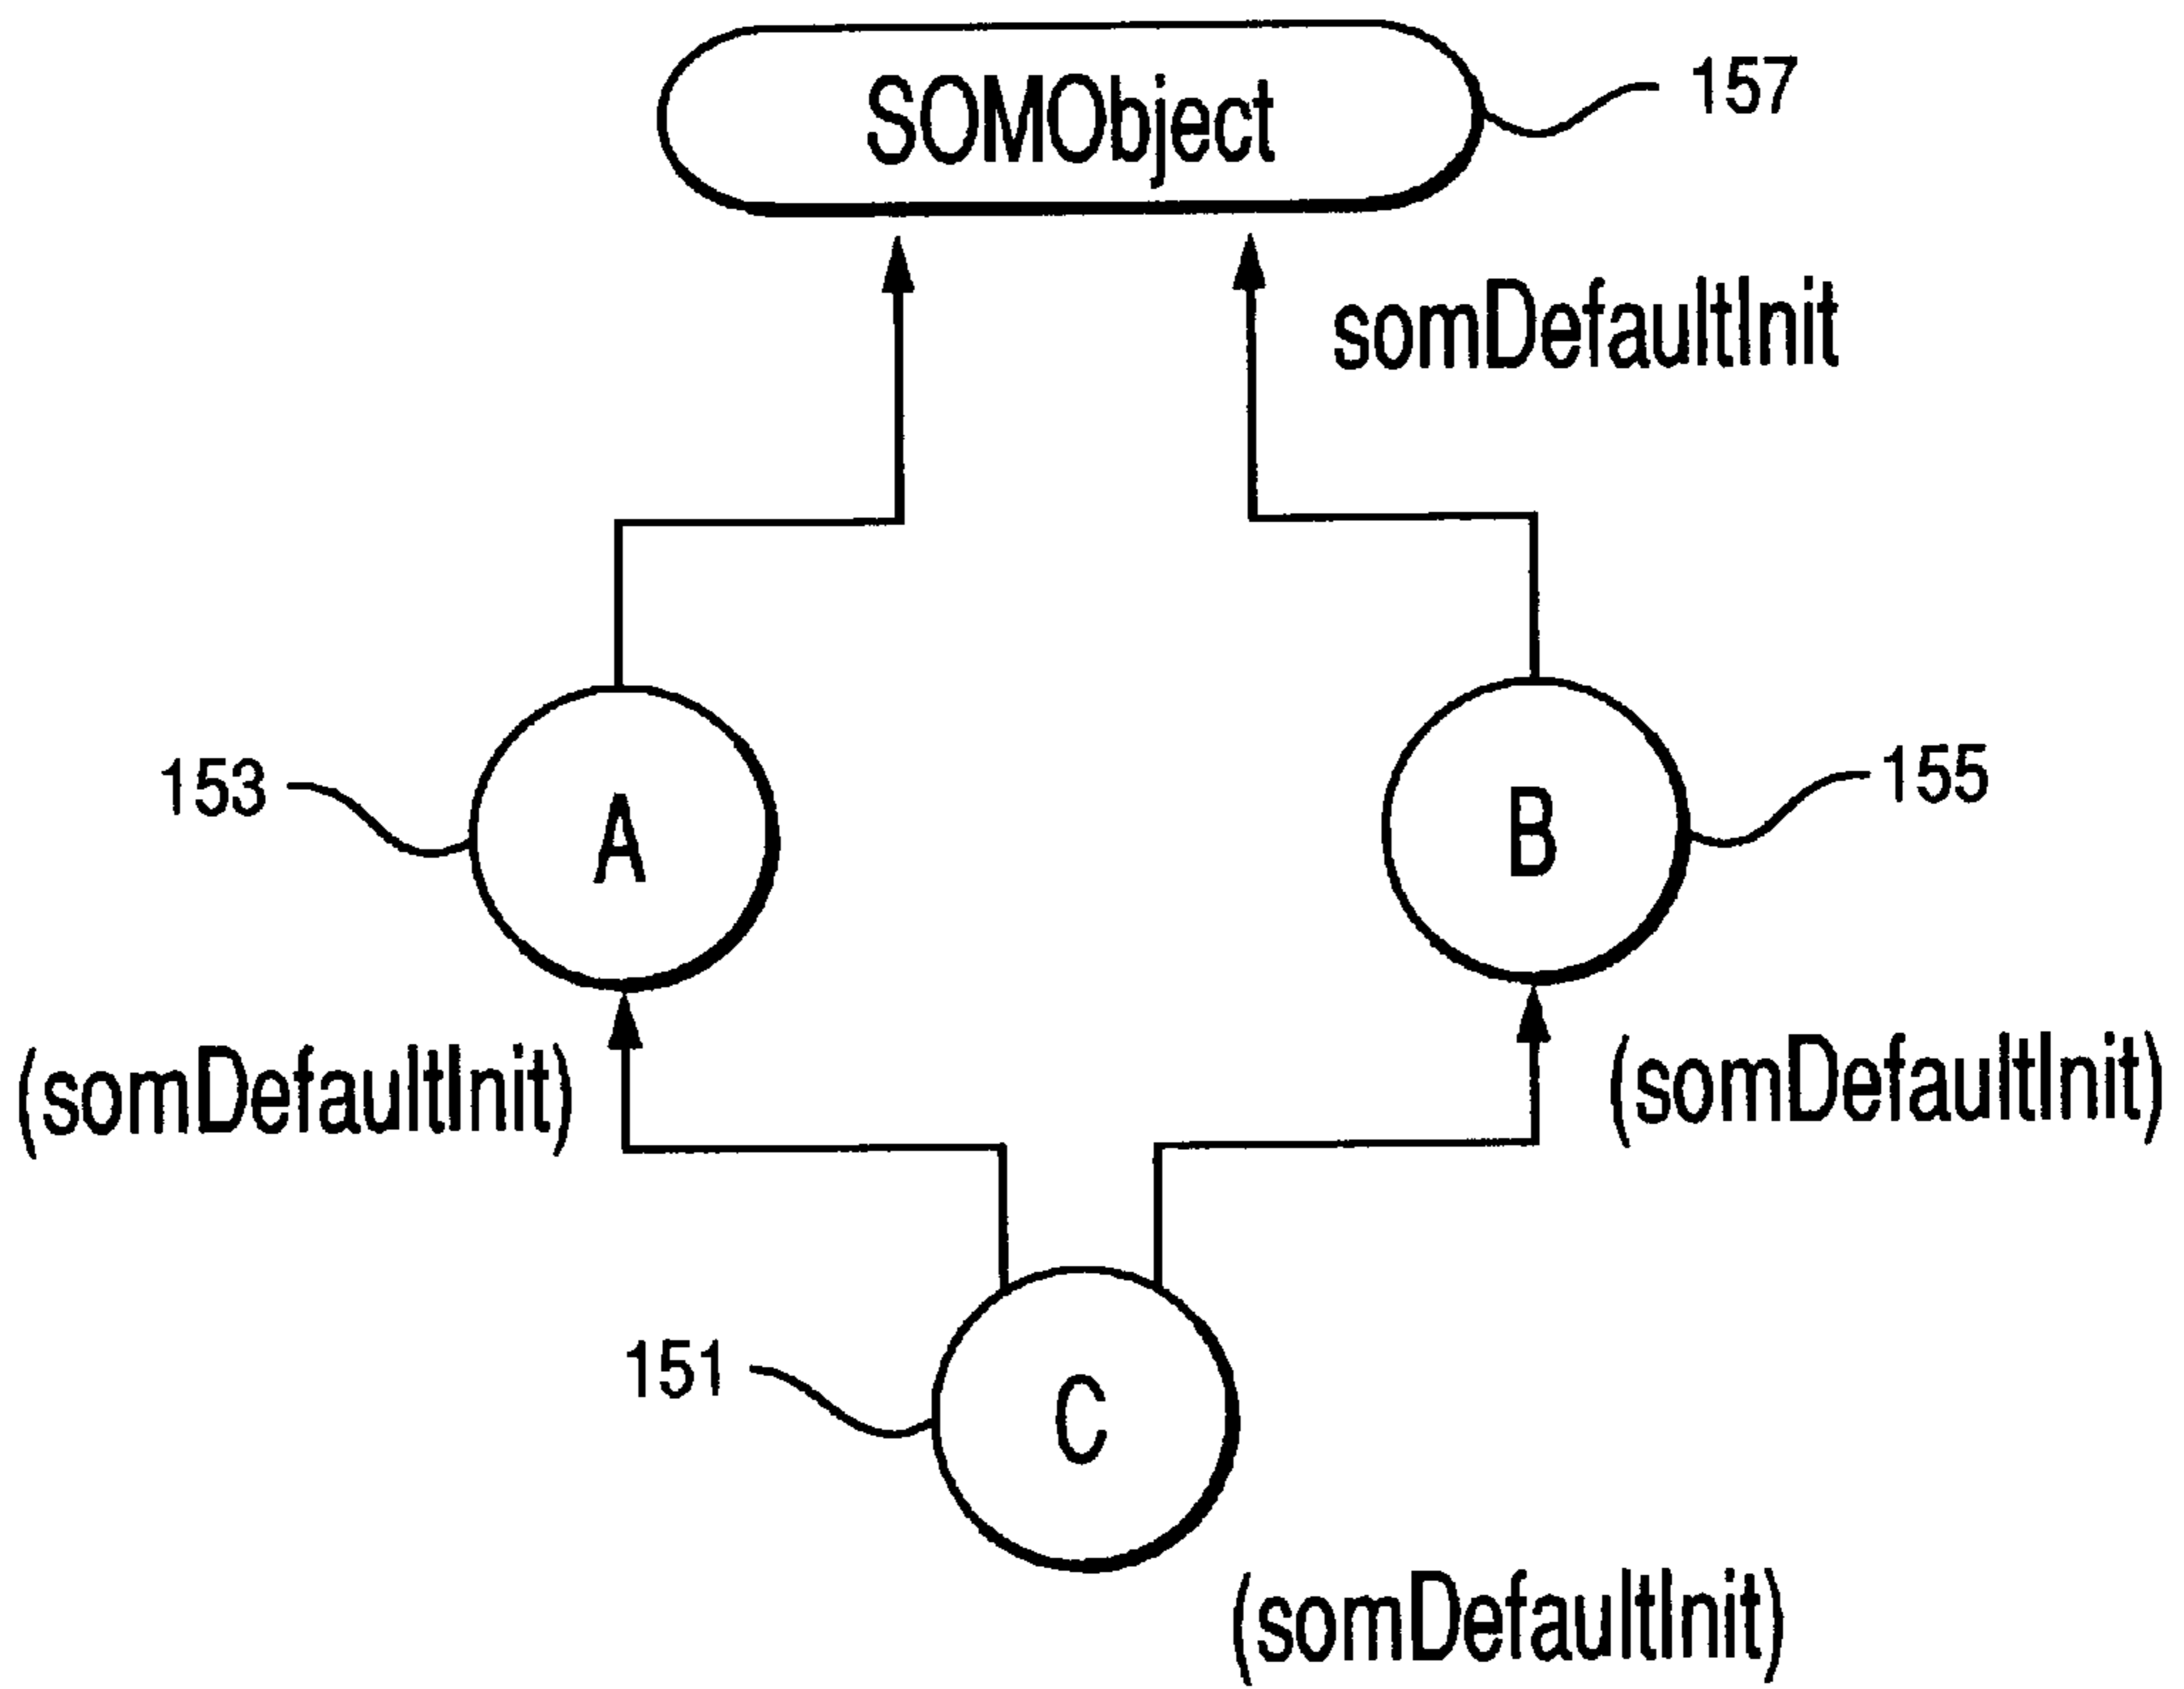 SOMObject
157
somDefaultInit
153
A
B
155
(somDefaultInit)
(somDefaultInit)
151
C
(somDefaultInit)